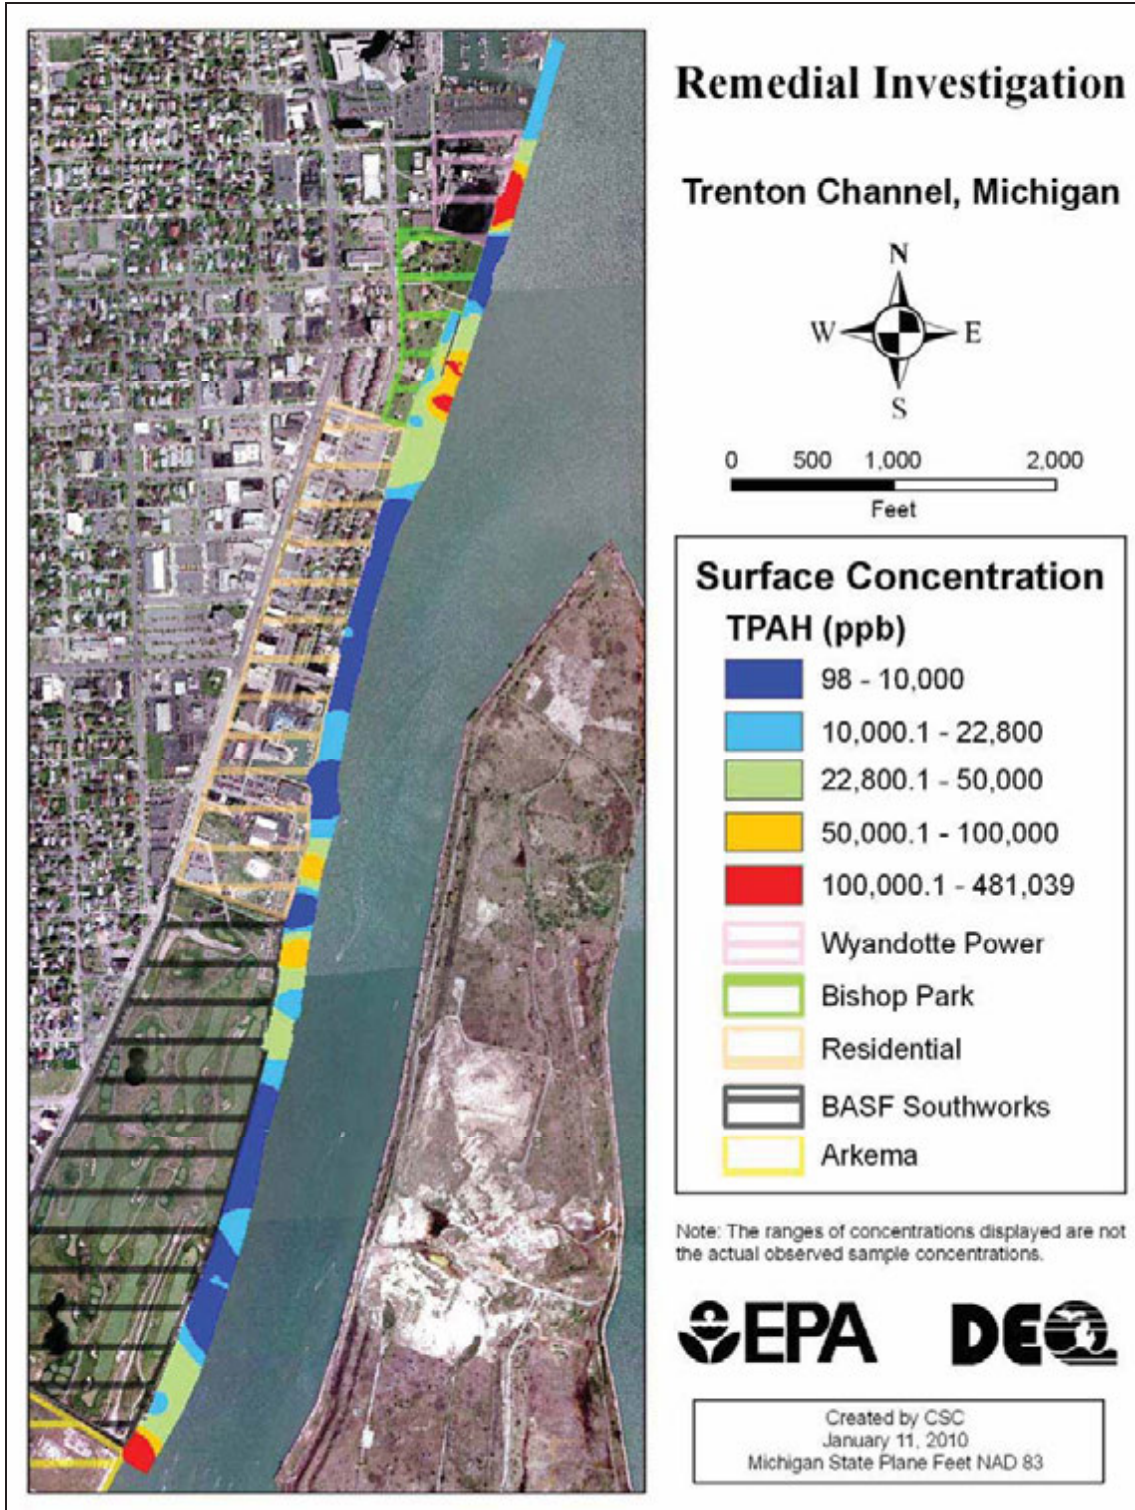 Remedial Investigation
Trenton Channel, Michigan
N
W
E
S
0 500 1,000 2,000
Feet
Surface Concentration
TPAH (ppb)
98 - 10,000
10,000.1 - 22,800
22,800.1 - 50,000
50,000.1 - 100,000
100,000.1 - 481,039
Wyandotte Power
Bishop Park
Residential
BASF Southworks
Arkema
Note: The ranges of concentrations displayed are not
the actual observed sample concentrations.
EPA
DEQ
Created by CSC
January 11, 2010
Michigan State Plane Feet NAD 83